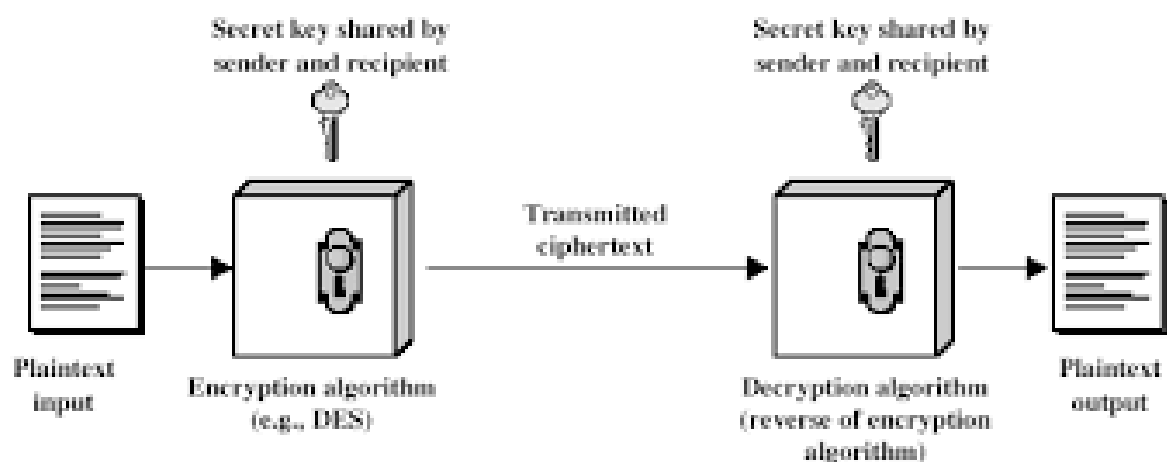 Secret key shared by
sender and recipient
Secret key shared by
sender and recipient
Transmitted
ciphertext
Plaintext
input
Encryption algorithm
(e.g., DES)
Decryption algorithm
(reverse of encryption
algorithm)
Plaintext
output